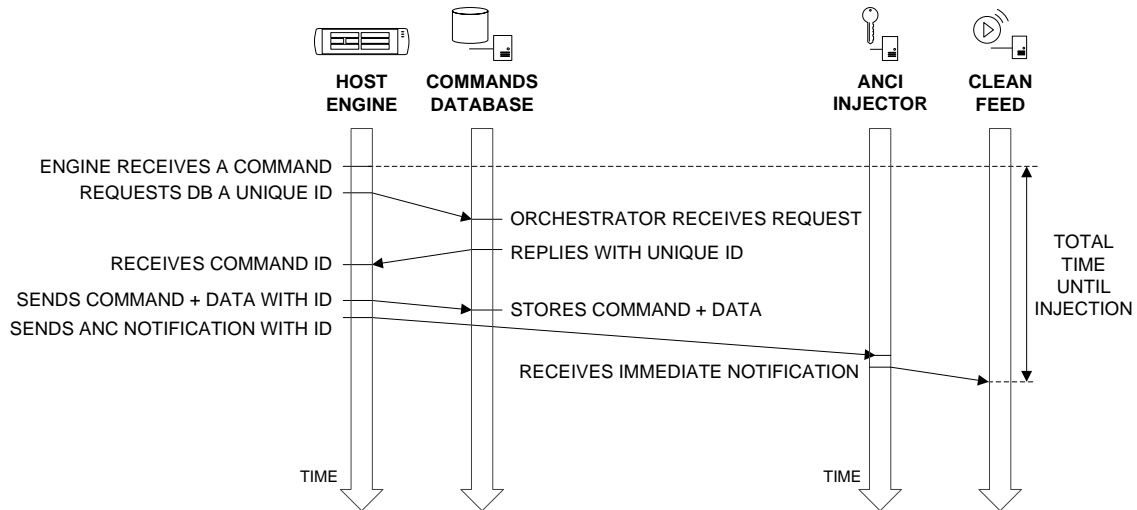 HOST
ENGINE
COMMANDS
DATABASE
ANCI
INJECTOR
CLEAN
FEED
ENGINE RECEIVES A COMMAND
REQUESTS DB A UNIQUE ID
ORCHESTRATOR RECEIVES REQUEST
REPLIES WITH UNIQUE ID
RECEIVES COMMAND ID
SENDS COMMAND + DATA WITH ID
STORES COMMAND + DATA
SENDS ANC NOTIFICATION WITH ID
RECEIVES IMMEDIATE NOTIFICATION
TOTAL
TIME
UNTIL
INJECTION
TIME
TIME